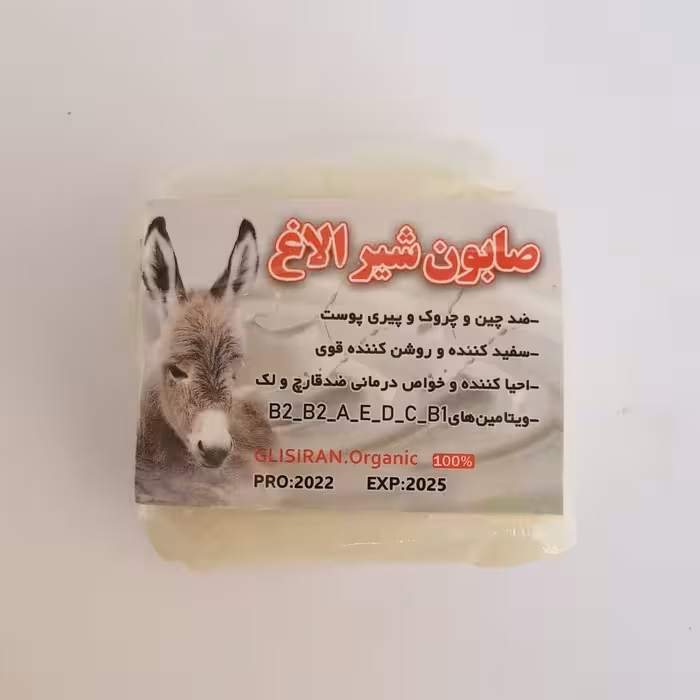 صابون شیر الاغ
-ضد چین و چروک و پیری پوست
-سفید کننده و روشن کننده قوی
-احیا کننده و خواص درمانی ضدقارچ و لک
-ویتامین‌های B2_B2_A_E_D_C_B1
GLISIRAN.Organic 100%
PRO:2022 EXP:2025